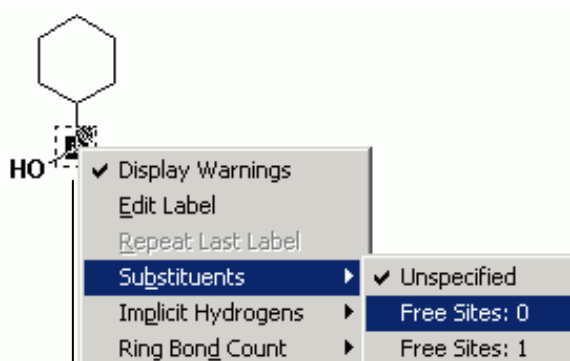 HO
Display Warnings
Edit Label
Repeat Last Label
Substituents
Unspecified
Implicit Hydrogens
Free Sites: 0
Ring Bond Count
Free Sites: 1